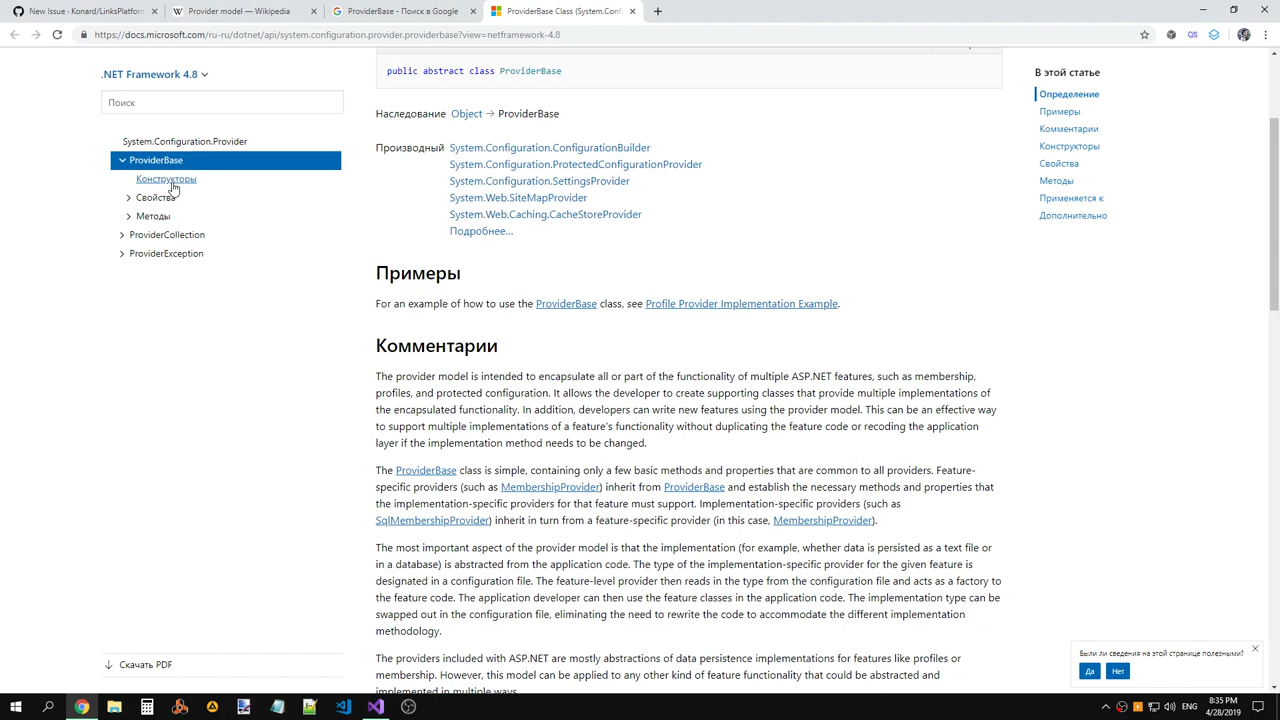 New Issue · Konard/LinksPlatform
Provider model — Wikipedia
ProviderBase - Поиск в Google
ProviderBase Class (System.Conf
https://docs.microsoft.com/ru-ru/dotnet/api/system.configuration.provider.providerbase?view=netframework-4.8
.NET Framework 4.8
Поиск
System.Configuration.Provider
ProviderBase
Конструкторы
Свойства
Методы
ProviderCollection
ProviderException
Скачать PDF
public abstract class ProviderBase
Наследование Object → ProviderBase
Производный System.Configuration.ConfigurationBuilder
System.Configuration.ProtectedConfigurationProvider
System.Configuration.SettingsProvider
System.Web.SiteMapProvider
System.Web.Caching.CacheStoreProvider
Подробнее...
Примеры
For an example of how to use the ProviderBase class, see Profile Provider Implementation Example.
Комментарии
The provider model is intended to encapsulate all or part of the functionality of multiple ASP.NET features, such as membership,
profiles, and protected configuration. It allows the developer to create supporting classes that provide multiple implementations of
the encapsulated functionality. In addition, developers can write new features using the provider model. This can be an effective way
to support multiple implementations of a feature's functionality without duplicating the feature code or recoding the application
layer if the implementation method needs to be changed.
The ProviderBase class is simple, containing only a few basic methods and properties that are common to all providers. Feature-
specific providers (such as MembershipProvider) inherit from ProviderBase and establish the necessary methods and properties that
the implementation-specific providers for that feature must support. Implementation-specific providers (such as
SqlMembershipProvider) inherit in turn from a feature-specific provider (in this case, MembershipProvider).
The most important aspect of the provider model is that the implementation (for example, whether data is persisted as a text file or
in a database) is abstracted from the application code. The type of the implementation-specific provider for the given feature is
designated in a configuration file. The feature-level provider then reads in the type from the configuration file and acts as a factory to
the feature code. The application developer can then use the feature classes in the application code. The implementation type can be
swapped out in the configuration file, eliminating the need to rewrite the code to accommodate the different implementation
methodology.
The providers included with ASP.NET are mostly abstractions of data persistence implementations for features like profiles or
membership. However, this model can be applied to any other kind of feature functionality that could be abstracted and
implemented in multiple ways.
В этой статье
Определение
Примеры
Комментарии
Конструкторы
Свойства
Методы
Применяется к
Дополнительно
Были ли сведения на этой странице полезными?
Да Нет
ENG
8:35 PM
4/28/2019